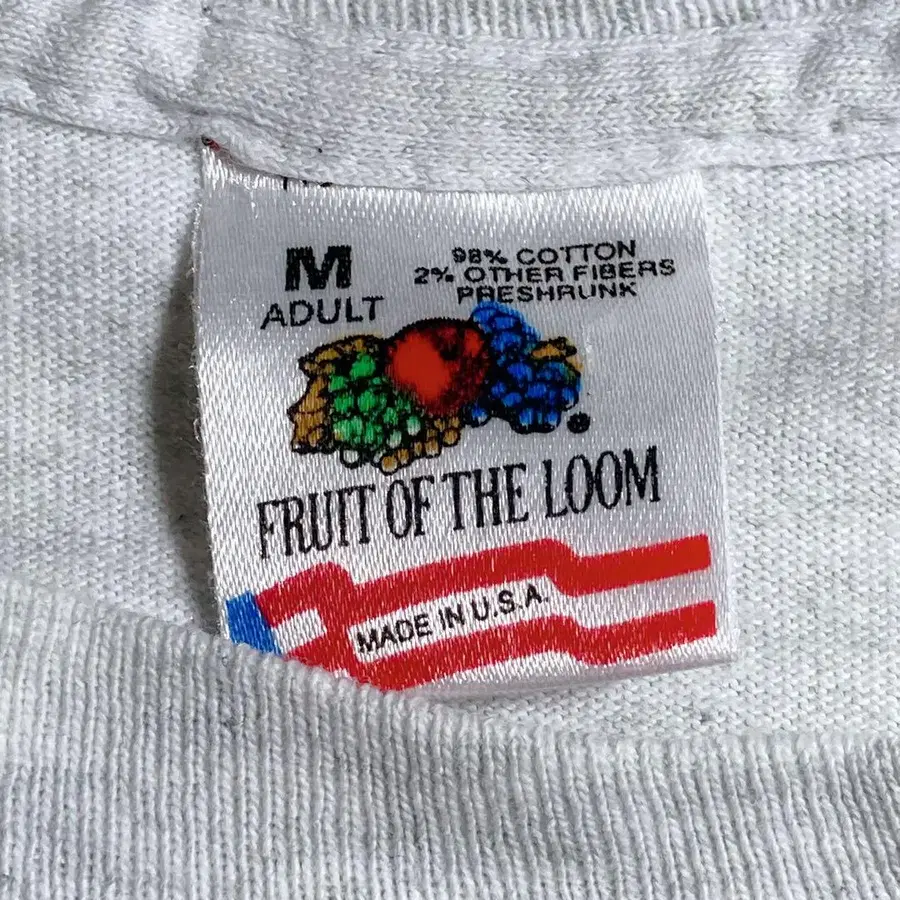 M
ADULT
98% COTTON
2% OTHER FIBERS
PRESHRUNK
®
FRUIT OF THE LOOM
MADE IN U.S.A.